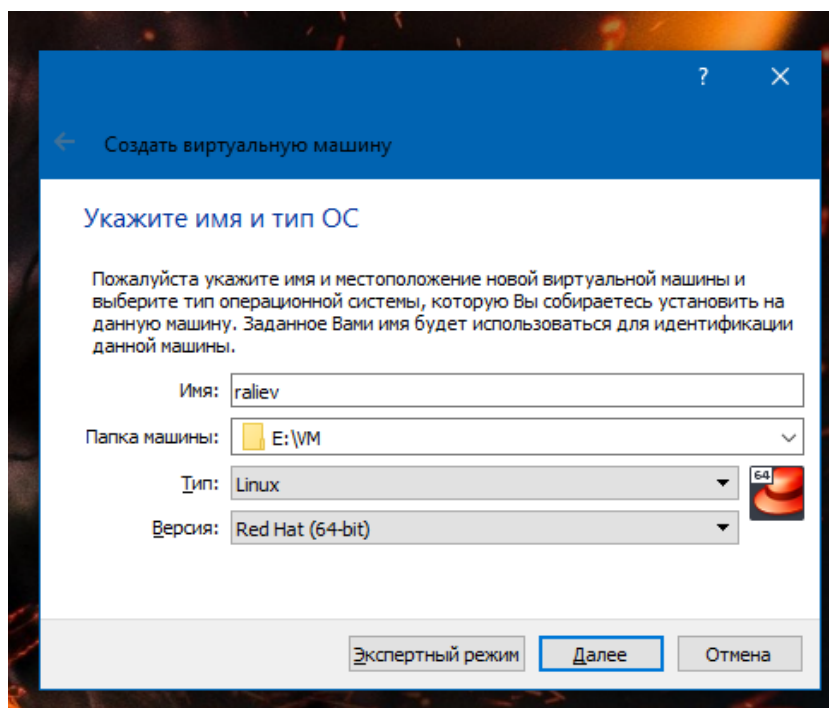 ?
Создать виртуальную машину
Укажите имя и тип ОС
Пожалуйста укажите имя и местоположение новой виртуальной машины и
выберите тип операционной системы, которую Вы собираетесь установить на
данную машину. Заданное Вами имя будет использоваться для идентификации
данной машины.
Имя: raliev
Папка машины: E:\VM
Тип: Linux
64
Версия: Red Hat (64-bit)
Экспертный режим Далее Отмена